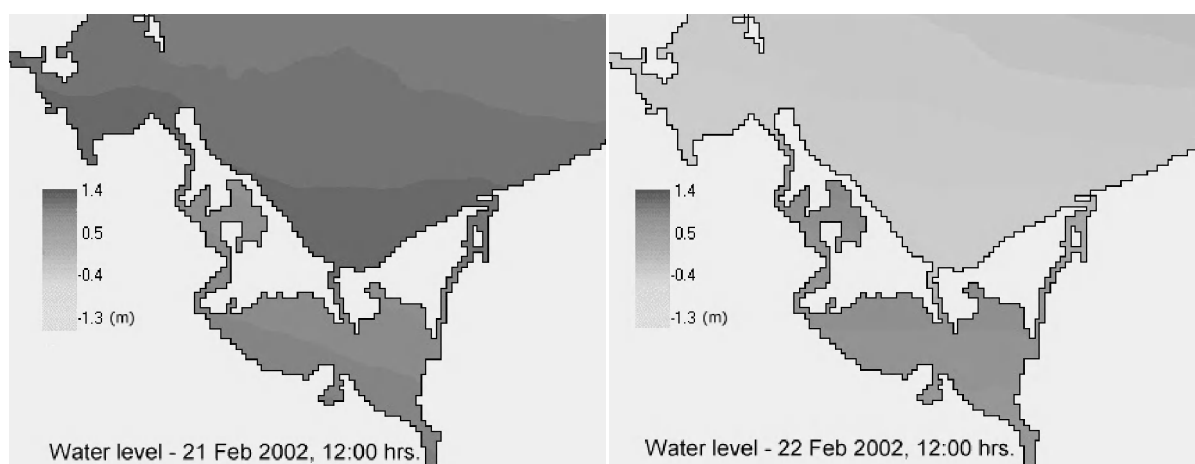 1.4
0.5
-0.4
-1.3 (m)
Water level - 21 Feb 2002, 12:00 hrs.
1.4
0.5
-0.4
-1.3 (m)
Water level - 22 Feb 2002, 12:00 hrs.